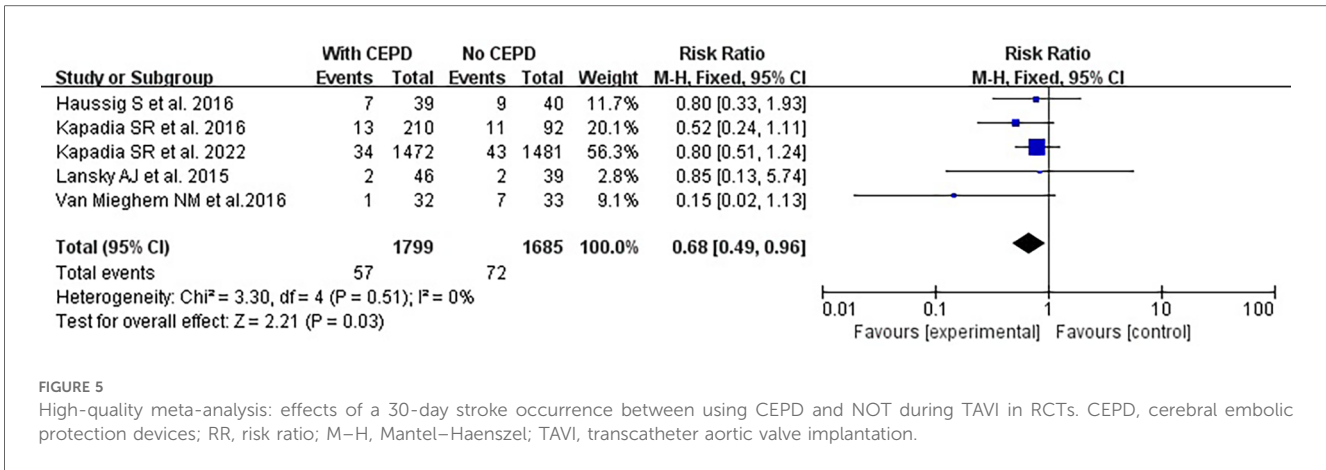 With CEPD No CEPD Risk Ratio Risk Ratio
Study or Subgroup Events Total Events Total Weight M-H, Fixed, 95% CI M-H, Fixed, 95% CI
Haussig S et al. 2016 7 39 9 40 11.7% 0.80 [0.33, 1.93]
Kapadia SR et al. 2016 13 210 11 92 20.1% 0.52 [0.24, 1.11]
Kapadia SR et al. 2022 34 1472 43 1481 56.3% 0.80 [0.51, 1.24]
Lansky AJ et al. 2015 2 46 2 39 2.8% 0.85 [0.13, 5.74]
Van Mieghem NM et al.2016 1 32 7 33 9.1% 0.15 [0.02, 1.13]
Total (95% CI) 1799 1685 100.0% 0.68 [0.49, 0.96]
Total events 57 72
Heterogeneity: Chi² = 3.30, df = 4 (P = 0.51); I² = 0%
Test for overall effect: Z = 2.21 (P = 0.03)
0.01 0.1 1 10 100
Favours [experimental] Favours [control]
FIGURE 5
High-quality meta-analysis: effects of a 30-day stroke occurrence between using CEPD and NOT during TAVI in RCTs. CEPD, cerebral embolic
protection devices; RR, risk ratio; M–H, Mantel–Haenszel; TAVI, transcatheter aortic valve implantation.